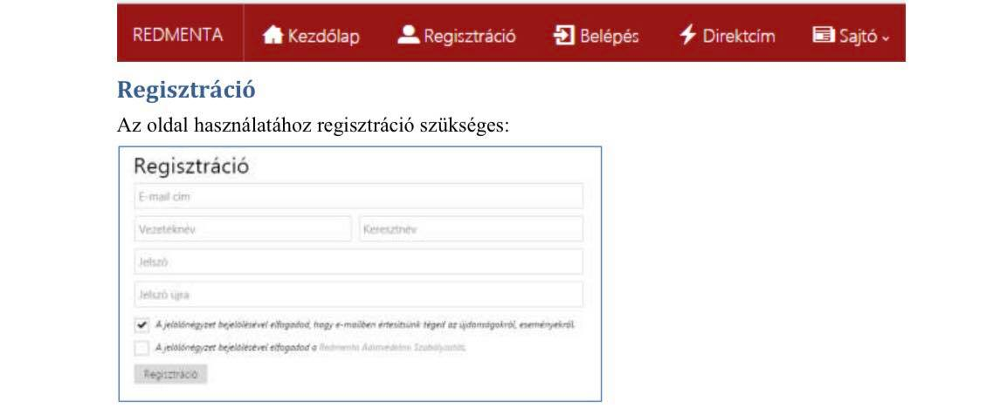 REDMENTA Kezdőlap Regisztráció Belépés Direktcím Sajtó
Regisztráció
Az oldal használatához regisztráció szükséges:
Regisztráció
E-mail cím
Vezetéknév Keresztnév
Jelszó
Jelszó újra
A jelölőnégyzet bejelölésével elfogadod, hogy e-mailben értesítsünk téged az újdonságokról, eseményekről.
A jelölőnégyzet bejelölésével elfogadod a Redmenta Adatvédelmi Szabályzatát.
Regisztráció